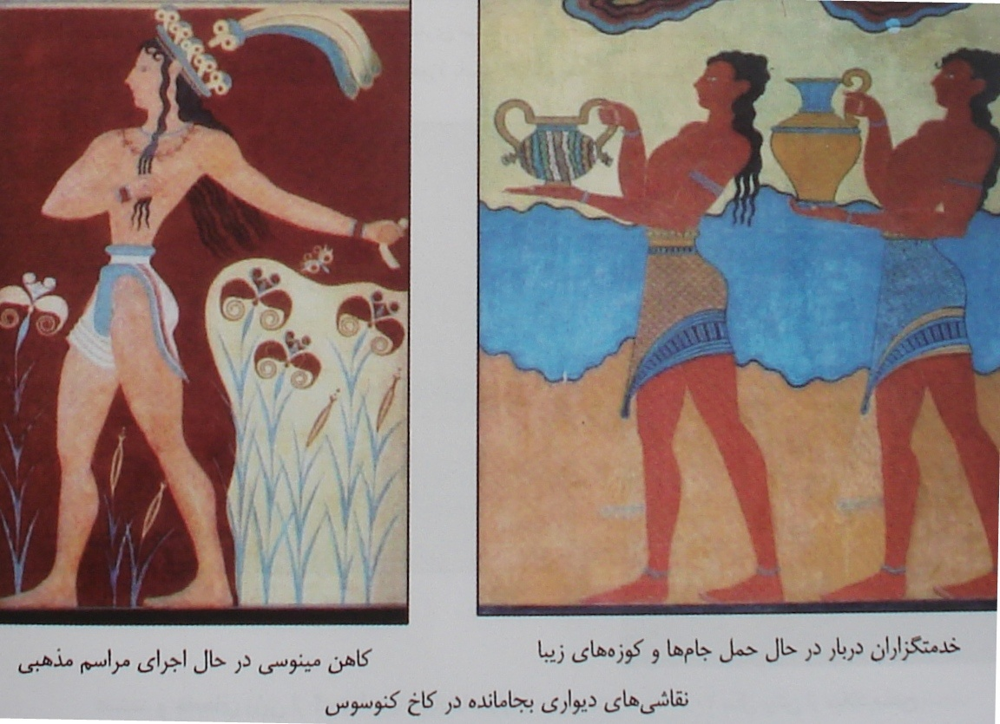 خدمتگزاران دربار در حال حمل جام‌ها و کوزه‌های زیبا
کاهن مینوسی در حال اجرای مراسم مذهبی
نقاشی‌های دیواری بجامانده در کاخ کنوسوس